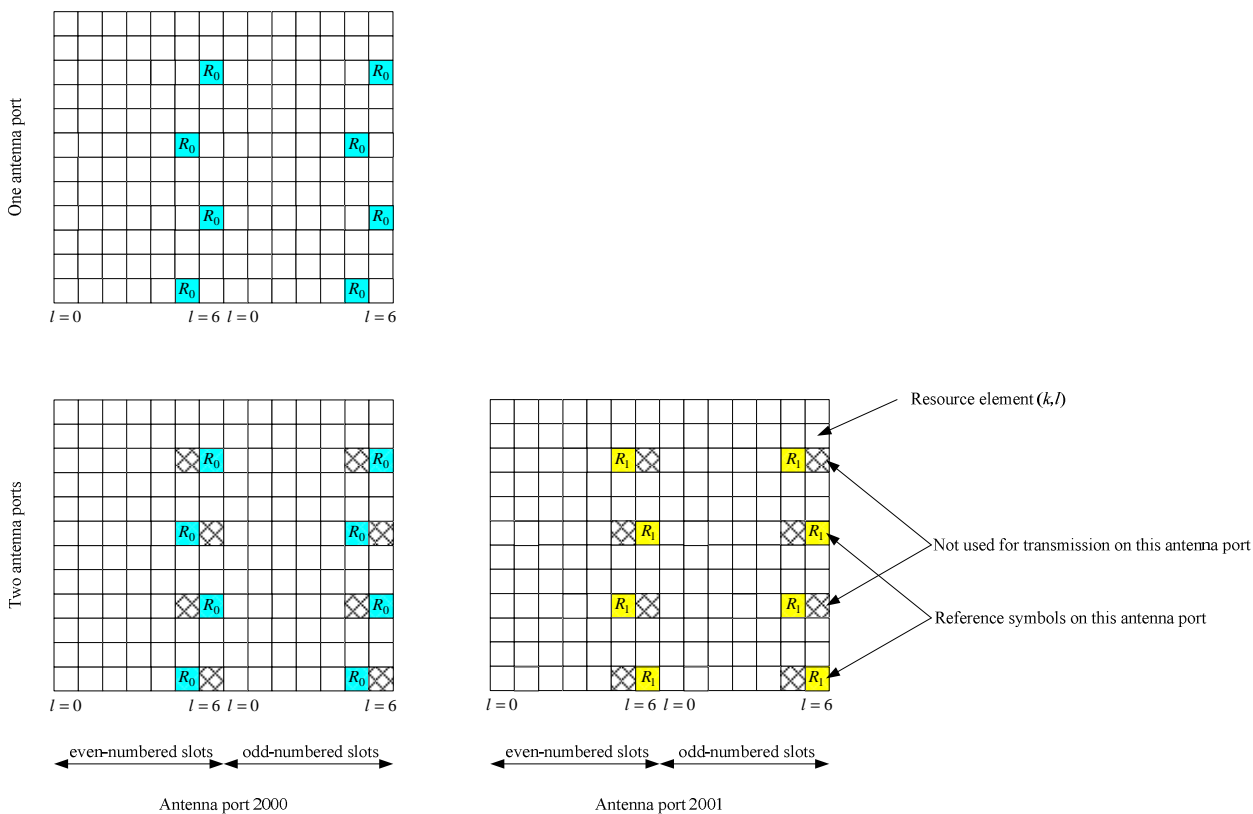 One antenna port
R0 R0
R0 R0
R0 R0
R0 R0
l = 0 l = 6 l = 0 l = 6
Two antenna ports
R0 R0
R0 R0
R0 R0
R0 R0
l = 0 l = 6 l = 0 l = 6
even-numbered slots odd-numbered slots
Antenna port 2000
R1 R1
R1 R1
R1 R1
R1 R1
l = 0 l = 6 l = 0 l = 6
even-numbered slots odd-numbered slots
Antenna port 2001
Resource element (k,l)
Not used for transmission on this antenna port
Reference symbols on this antenna port